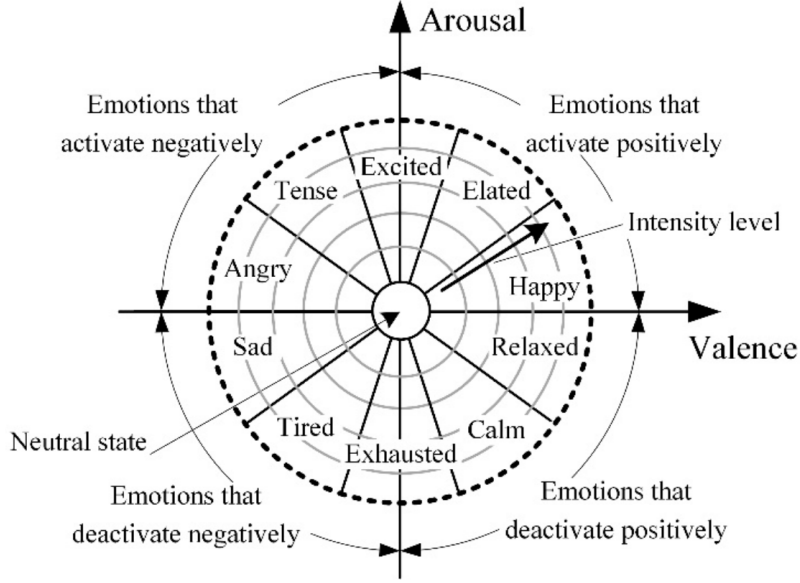 Arousal
Emotions that
activate negatively
Emotions that
activate positively
Excited
Tense
Elated
Intensity level
Angry
Happy
Sad
Relaxed
Valence
Neutral state
Tired
Calm
Exhausted
Emotions that
deactivate negatively
Emotions that
deactivate positively